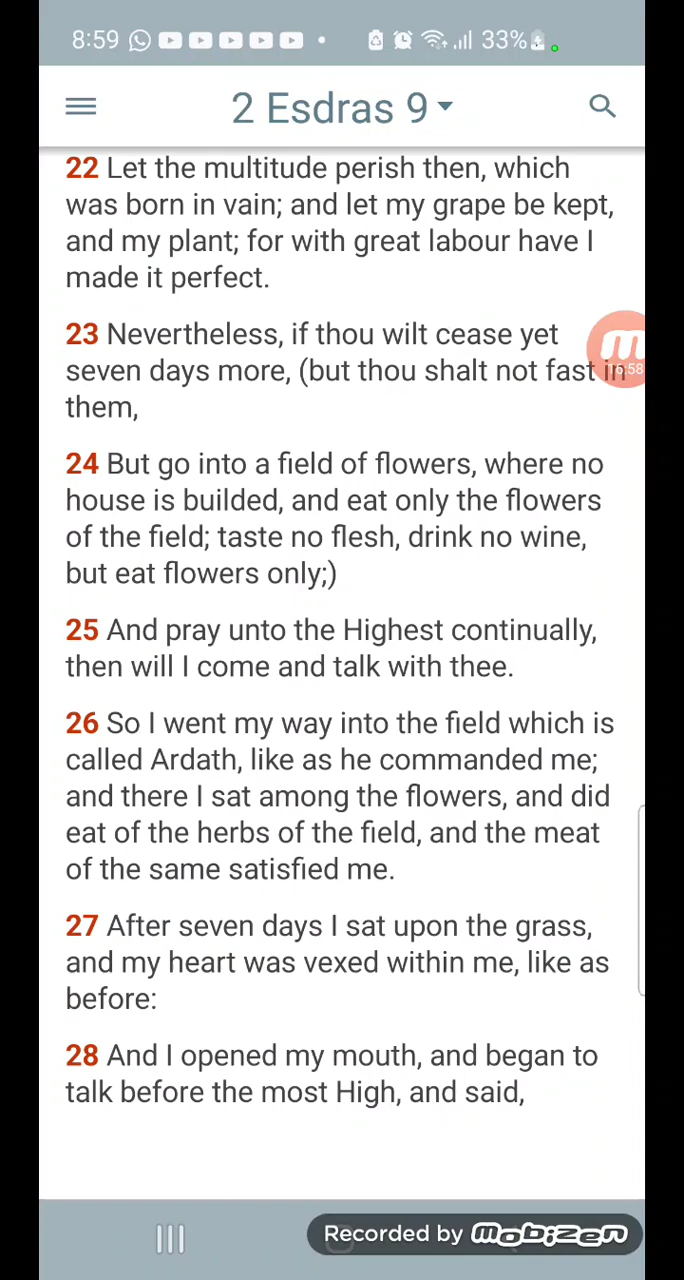 8:59 33%
2 Esdras 9
22 Let the multitude perish then, which
was born in vain; and let my grape be kept,
and my plant; for with great labour have I
made it perfect.
23 Nevertheless, if thou wilt cease yet
seven days more, (but thou shalt not fast in
them,
16:58
24 But go into a field of flowers, where no
house is builded, and eat only the flowers
of the field; taste no flesh, drink no wine,
but eat flowers only;)
25 And pray unto the Highest continually,
then will I come and talk with thee.
26 So I went my way into the field which is
called Ardath, like as he commanded me;
and there I sat among the flowers, and did
eat of the herbs of the field, and the meat
of the same satisfied me.
27 After seven days I sat upon the grass,
and my heart was vexed within me, like as
before:
28 And I opened my mouth, and began to
talk before the most High, and said,
Recorded by mobizen